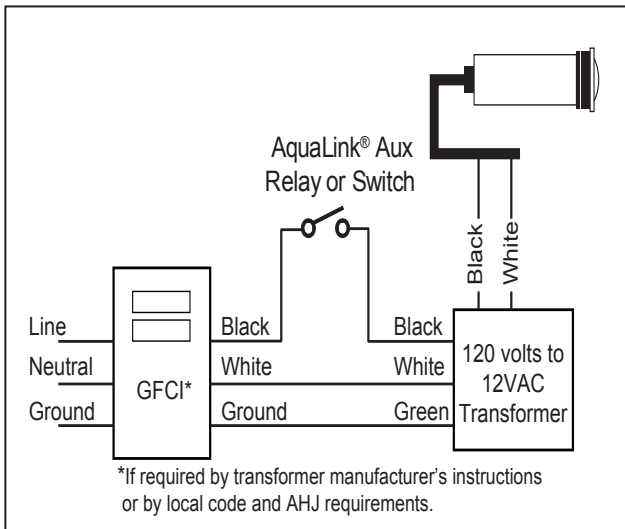 AquaLink® Aux
Relay or Switch
Black
White
Line
Neutral
Ground
GFCI*
Black
White
Ground
Black
White
Green
120 volts to
12VAC
Transformer
*If required by transformer manufacturer's instructions
or by local code and AHJ requirements.